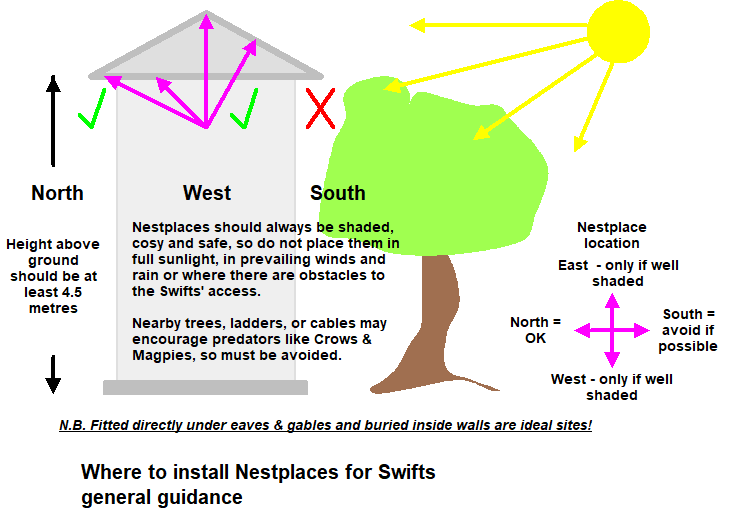 North
West
South
Height above
ground
should be at
least 4.5
metres
Nestplaces should always be shaded,
cosy and safe, so do not place them in
full sunlight, in prevailing winds and
rain or where there are obstacles to
the Swifts' access.
Nearby trees, ladders, or cables may
encourage predators like Crows &
Magpies, so must be avoided.
Nestplace
location
East - only if well
shaded
North =
OK
South =
avoid if
possible
West - only if well
shaded
N.B. Fitted directly under eaves & gables and buried inside walls are ideal sites!
Where to install Nestplaces for Swifts
general guidance